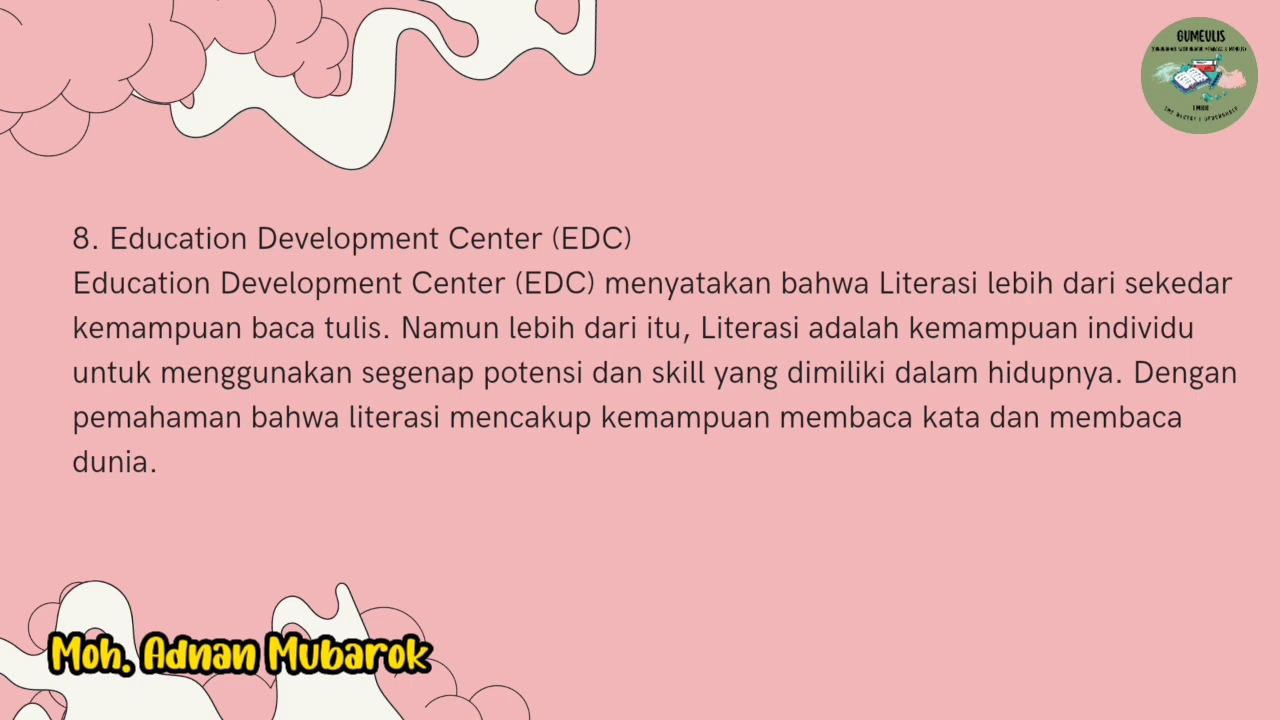 GUMEULIS
8. Education Development Center (EDC)
Education Development Center (EDC) menyatakan bahwa Literasi lebih dari sekedar
kemampuan baca tulis. Namun lebih dari itu, Literasi adalah kemampuan individu
untuk menggunakan segenap potensi dan skill yang dimiliki dalam hidupnya. Dengan
pemahaman bahwa literasi mencakup kemampuan membaca kata dan membaca
dunia.
Moh. Adnan Mubarok